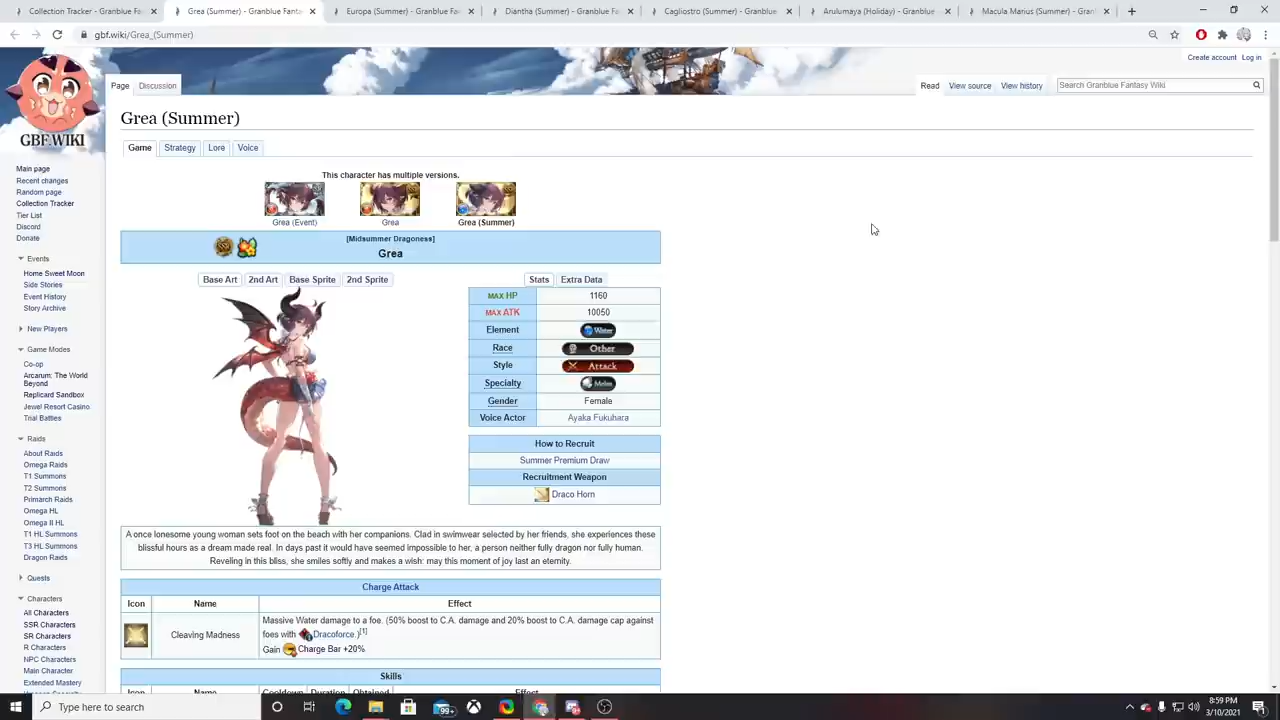 Collection Tracker - Granblue Fa
Grea (Summer) - Granblue Fantas
Europa (Summer) - Granblue Fan
Diantha (Summer) - Granblue Fan
Cagliostro (Summer) - Granblue
Arulumaya (Holiday) - Granblue
Macula Marius (Summer) - Gran
gbf.wiki/Grea_(Summer)
Create account Log in
Page Discussion Read View source View history Search Granblue Fantasy Wiki
GBF.WIKI
Grea (Summer)
Game Strategy Lore Voice
This character has multiple versions.
Grea (Event) Grea Grea (Summer)
[Midsummer Dragoness]
Grea
Base Art 2nd Art Base Sprite 2nd Sprite
Stats Extra Data
MAX HP 1160
MAX ATK 10050
Element Water
Race Other
Style Attack
Specialty Melee
Gender Female
Voice Actor Ayaka Fukuhara
How to Recruit
Summer Premium Draw
Recruitment Weapon
Draco Horn
A once lonesome young woman sets foot on the beach with her companions. Clad in swimwear selected by her friends, she experiences these
blissful hours as a dream made real. In days past it would have seemed impossible to her, a person neither fully dragon nor fully human.
Reveling in this bliss, she smiles softly and makes a wish: may this moment of joy last an eternity.
Charge Attack
Icon Name Effect
Cleaving Madness
Massive Water damage to a foe. (50% boost to C.A. damage and 20% boost to C.A. damage cap against
foes with Dracoforce.)[1]
Gain Charge Bar +20%.
Skills
Icon Name Cooldown Duration Obtained Effect
Main page
Recent changes
Random page
Collection Tracker
Tier List
Discord
Donate
Events
Home Sweet Moon
Side Stories
Event History
Story Archive
New Players
Game Modes
Co-op
Arcarum: The World
Beyond
Replicard Sandbox
Jewel Resort Casino
Trial Battles
Raids
About Raids
Omega Raids
T1 Summons
T2 Summons
Primarch Raids
Omega HL
Omega II HL
T1 HL Summons
T3 HL Summons
Dragon Raids
Quests
Characters
All Characters
SSR Characters
SR Characters
R Characters
NPC Characters
Main Character
Extended Mastery
Type here to search
99+
8:59 PM
3/10/2021